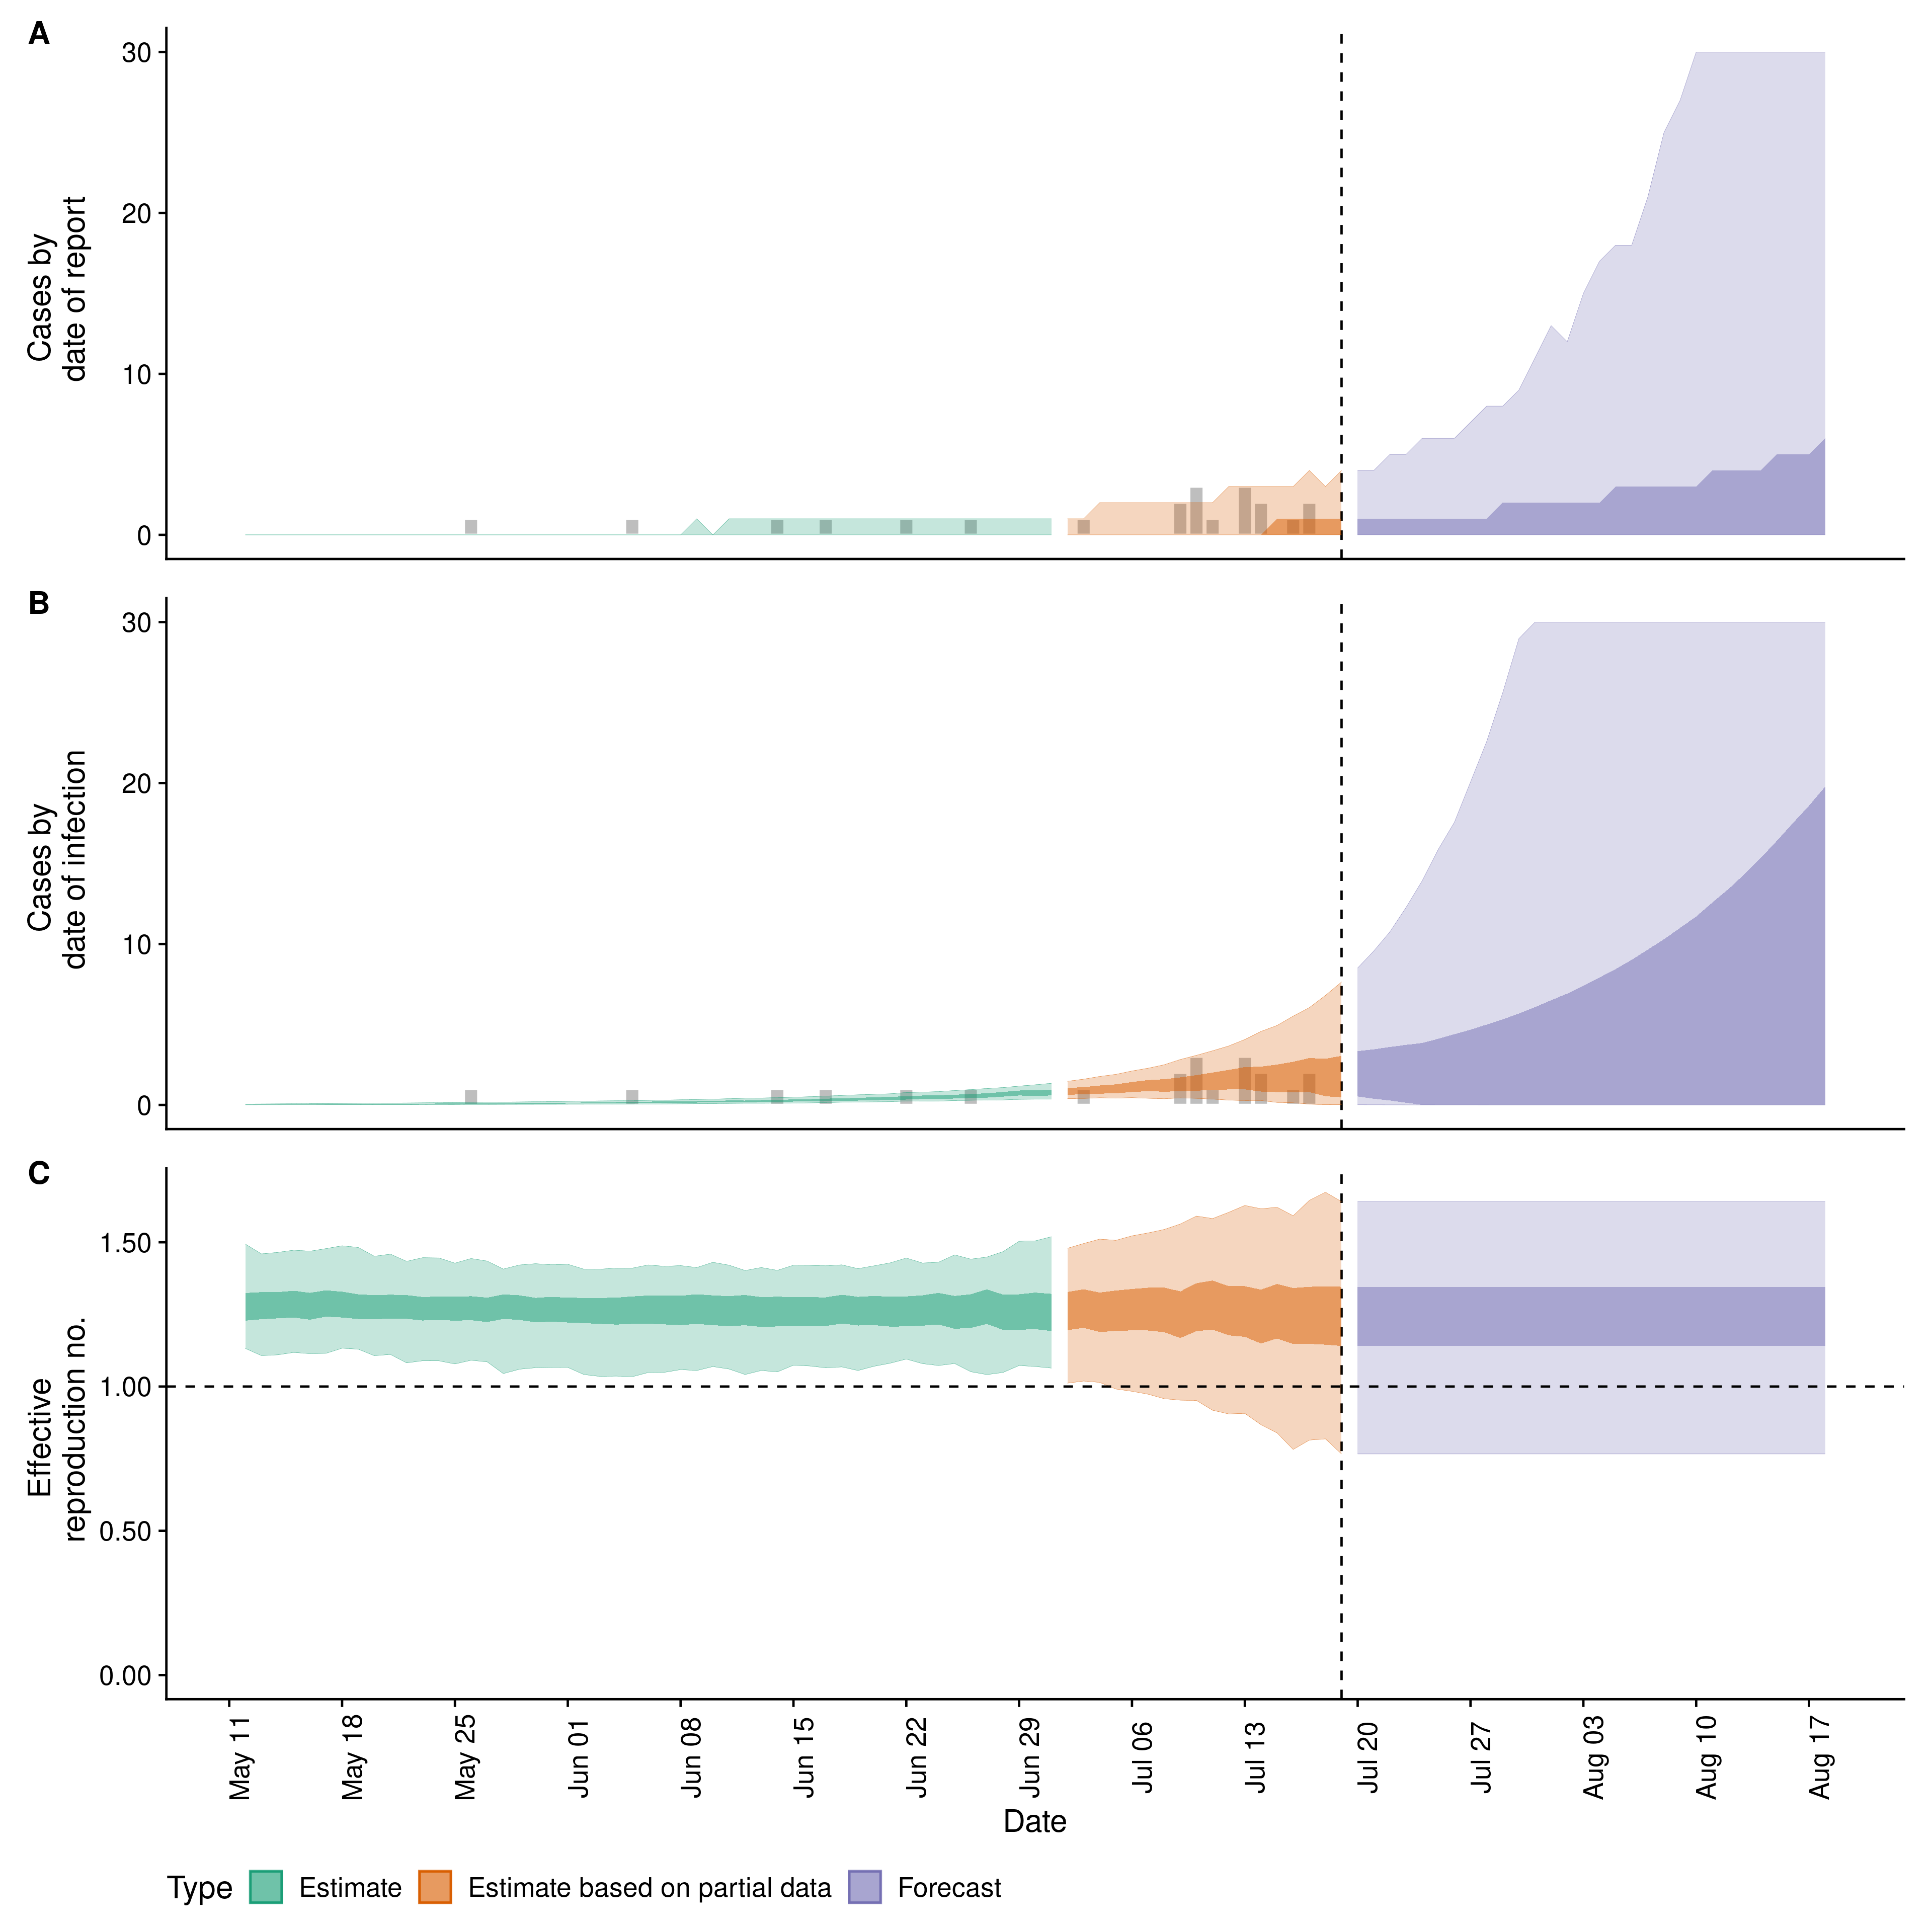 A
30
20
10
0
Cases by
date of report
B
30
20
10
0
Cases by
date of infection
C
1.50
1.00
0.50
0.00
Effective
reproduction no.
May 11
May 18
May 25
Jun 01
Jun 08
Jun 15
Jun 22
Jun 29
Jul 06
Jul 13
Jul 20
Jul 27
Aug 03
Aug 10
Aug 17
Date
Type Estimate Estimate based on partial data Forecast